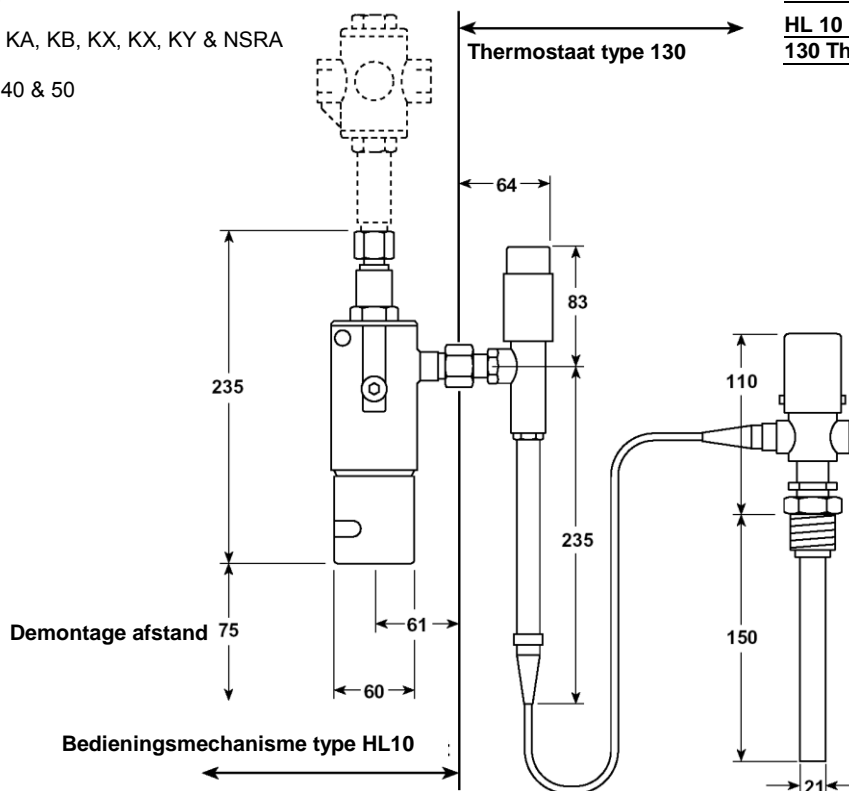 KA, KB, KX, KX, KY & NSRA
40 & 50
Thermostaat type 130
HL 10
130 Th
64
83
235
110
235
150
Demontage afstand 75
61
60
Bedieningsmechanisme type HL10 :
21